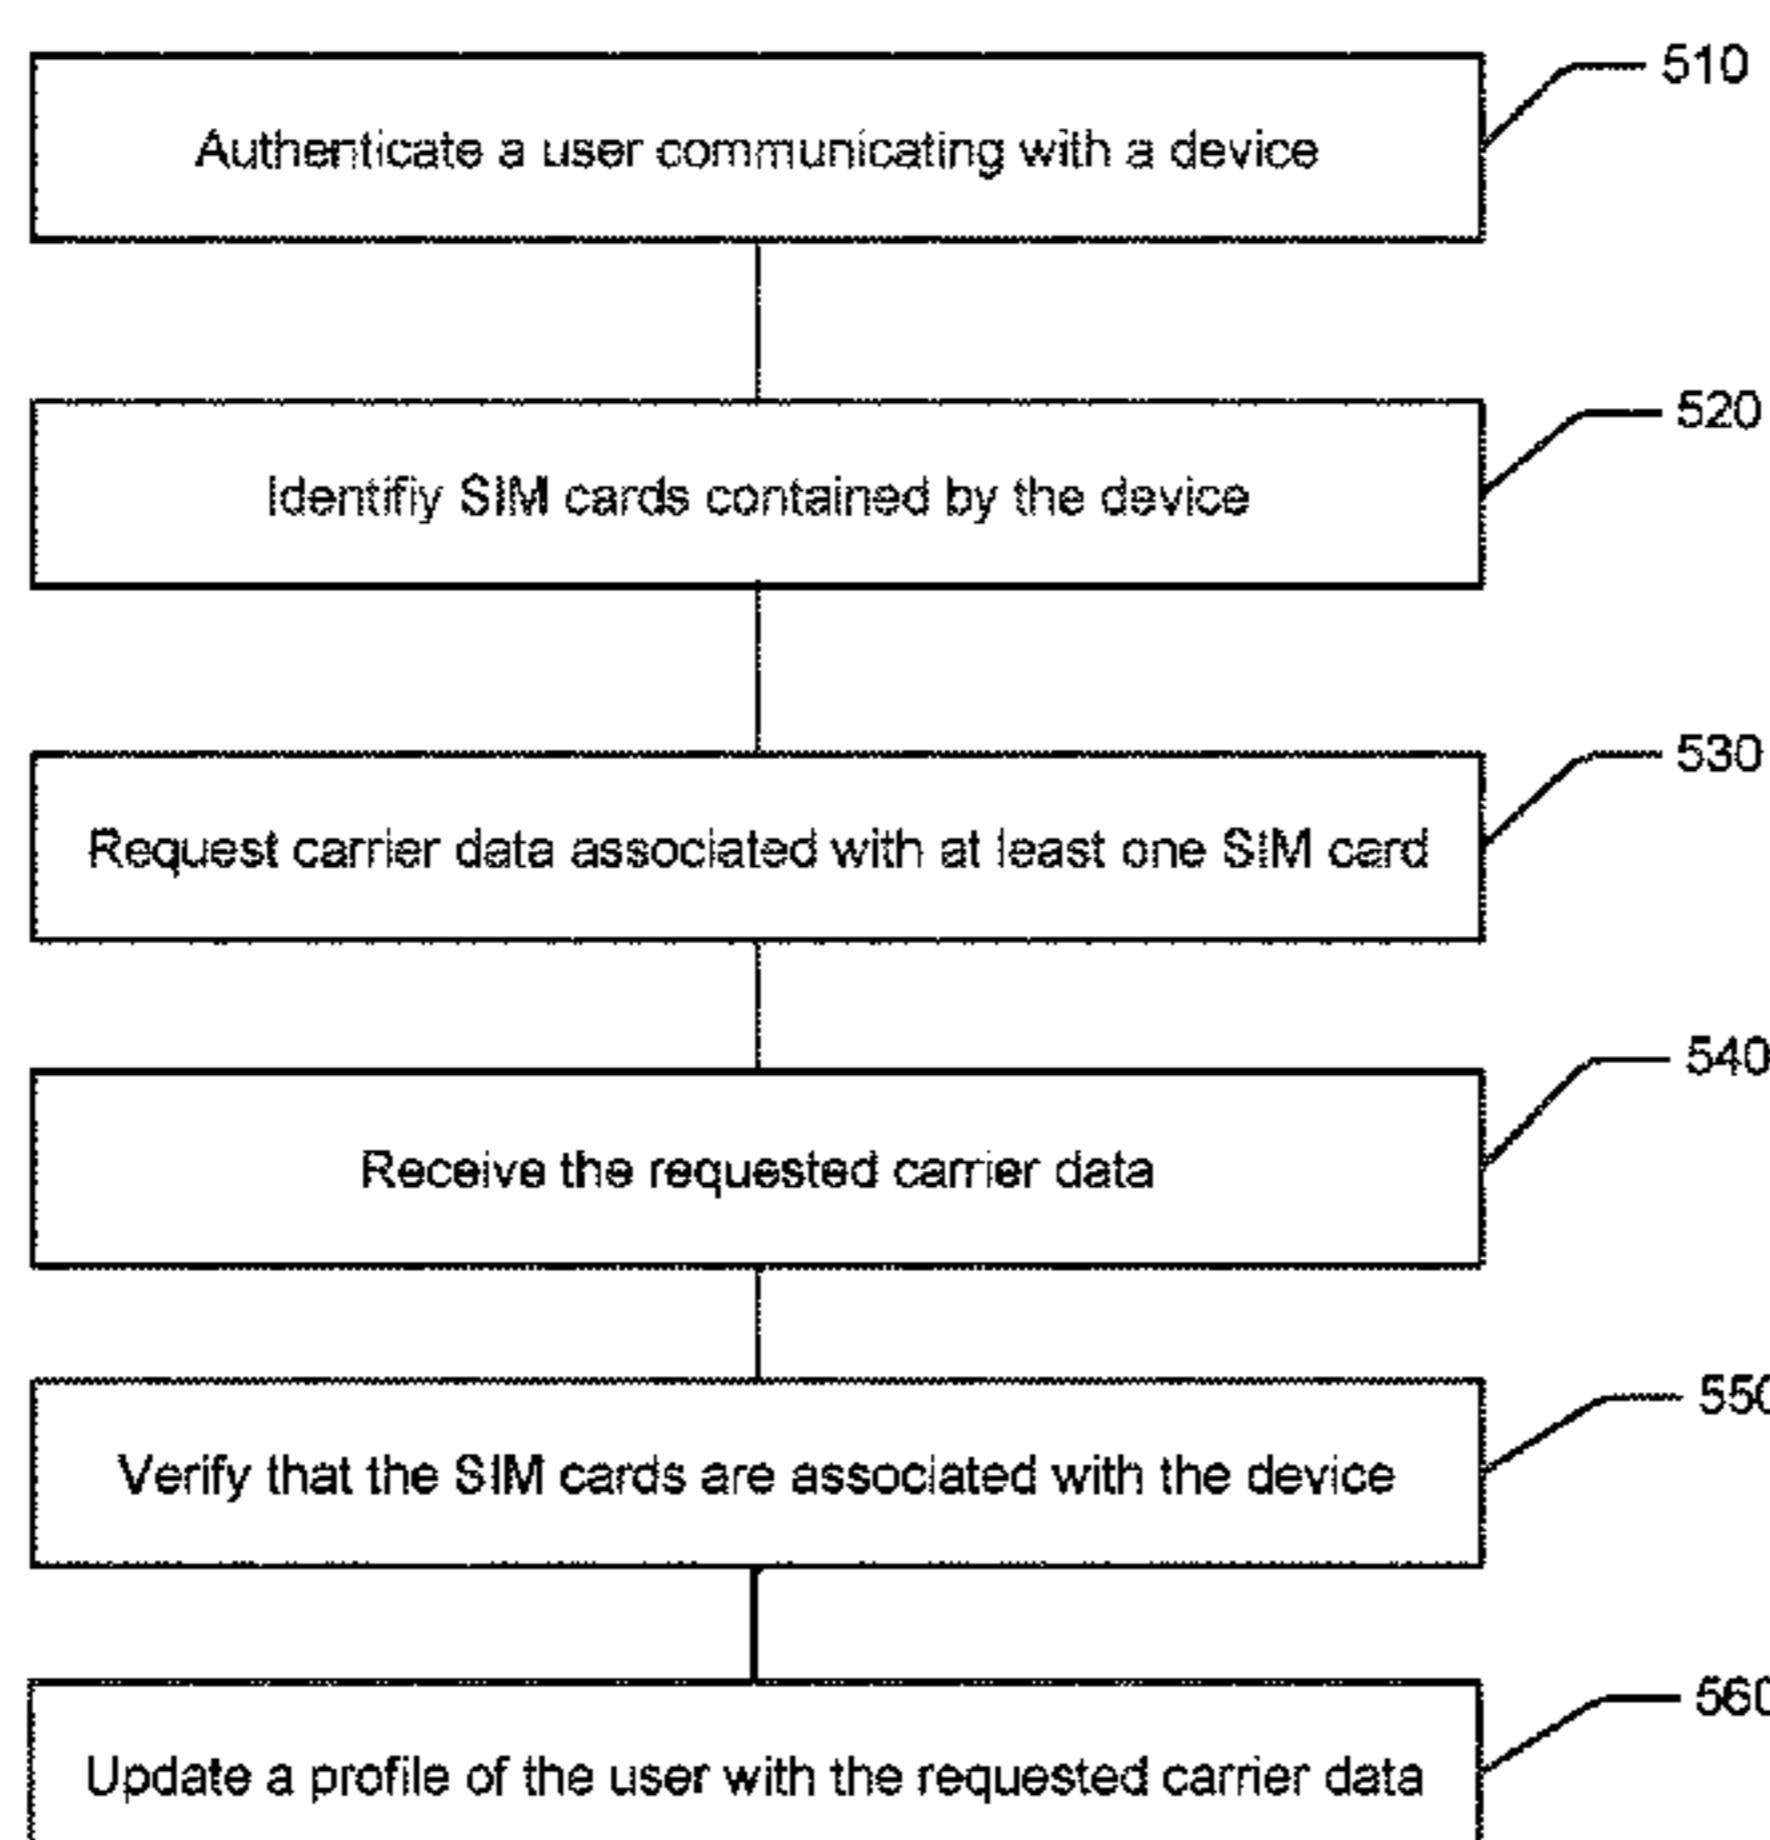 510
Authenticate a user communicating with a device
520
Identifiy SIM cards contained by the device
530
Request carrier data associated with at least one SIM card
540
Receive the requested carrier data
550
Verify that the SIM cards are associated with the device
560
Update a profile of the user with the requested carrier data